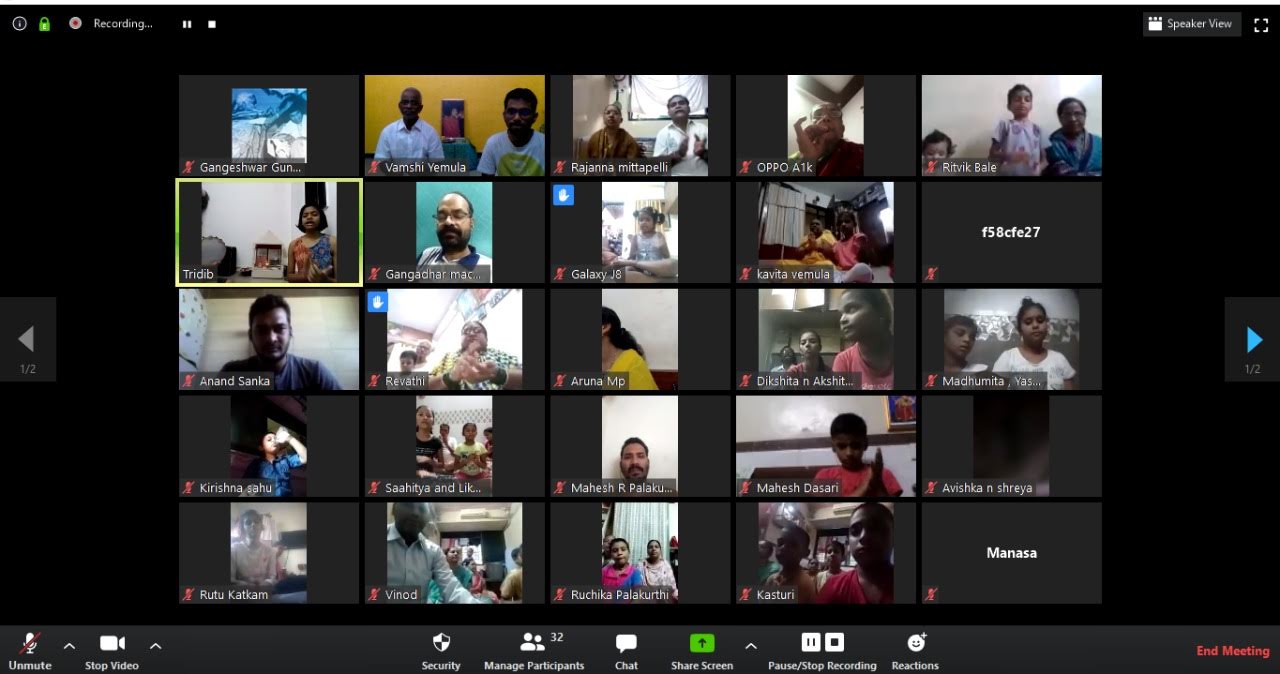 Recording...
Speaker View
Gangeshwar Gun...
Vamshi Yemula
Rajanna mittapelli
OPPO A1k
Ritvik Bale
Tridib
Gangadhar mac...
Galaxy J8
kavita vemula
f58cfe27
Anand Sanka
Revathi
Aruna Mp
Dikshita n Akshit...
Madhumita , Yas...
Kirishna sahu
Saahitya and Lik...
Mahesh R Palaku...
Mahesh Dasari
Avishka n shreya
Rutu Katkam
Vinod
Ruchika Palakurthi
Kasturi
Manasa
1/2
1/2
Unmute
Stop Video
Security
32
Manage Participants
Chat
Share Screen
Pause/Stop Recording
Reactions
End Meeting